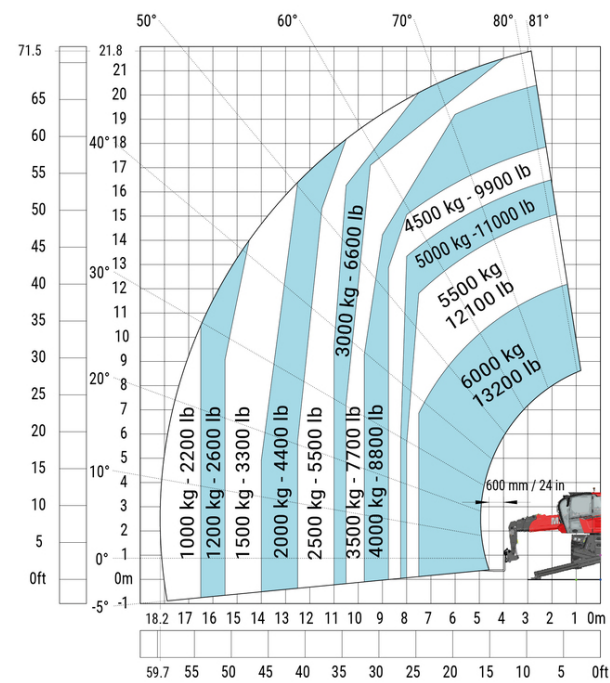 50° 60° 70° 80° 81°
71.5 21.8
21
65 20
19
60 40° 18
17
55 16
50 15
14
45 30° 13
40 12
11
35 10
30 9
25 20° 8
7
20 6
5
15 10° 4
10 3
2
5 0° 1
0ft 0m
-5° -1
4500 kg - 9900 lb
5000 kg -11000 lb
5500 kg
12100 lb
6000 kg
13200 lb
1000 kg - 2200 lb
1200 kg - 2600 lb
1500 kg - 3300 lb
2000 kg - 4400 lb
2500 kg - 5500 lb
3000 kg - 6600 lb
3500 kg - 7700 lb
4000 kg - 8800 lb
600 mm / 24 in
M
18.2 17 16 15 14 13 12 11 10 9 8 7 6 5 4 3 2 1 0m
59.7 55 50 45 40 35 30 25 20 15 10 5 0ft